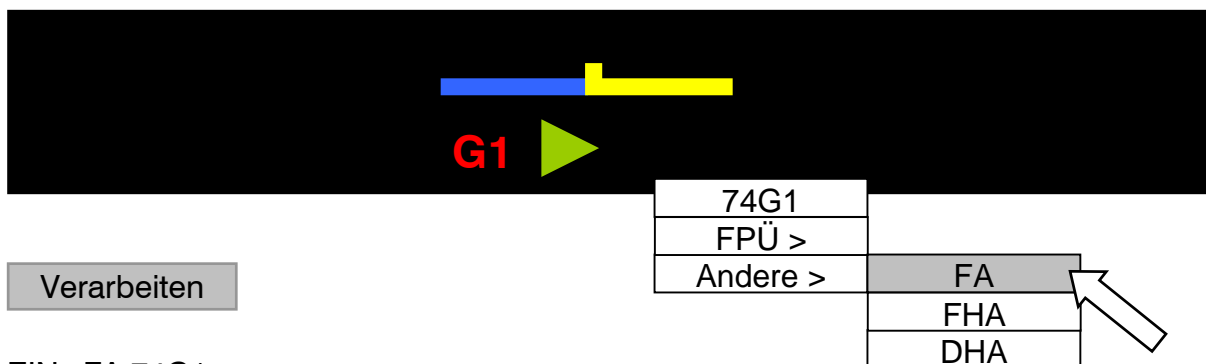 G1
74G1
FPÜ >
Andere >
FA
FHA
DHA
Verarbeiten